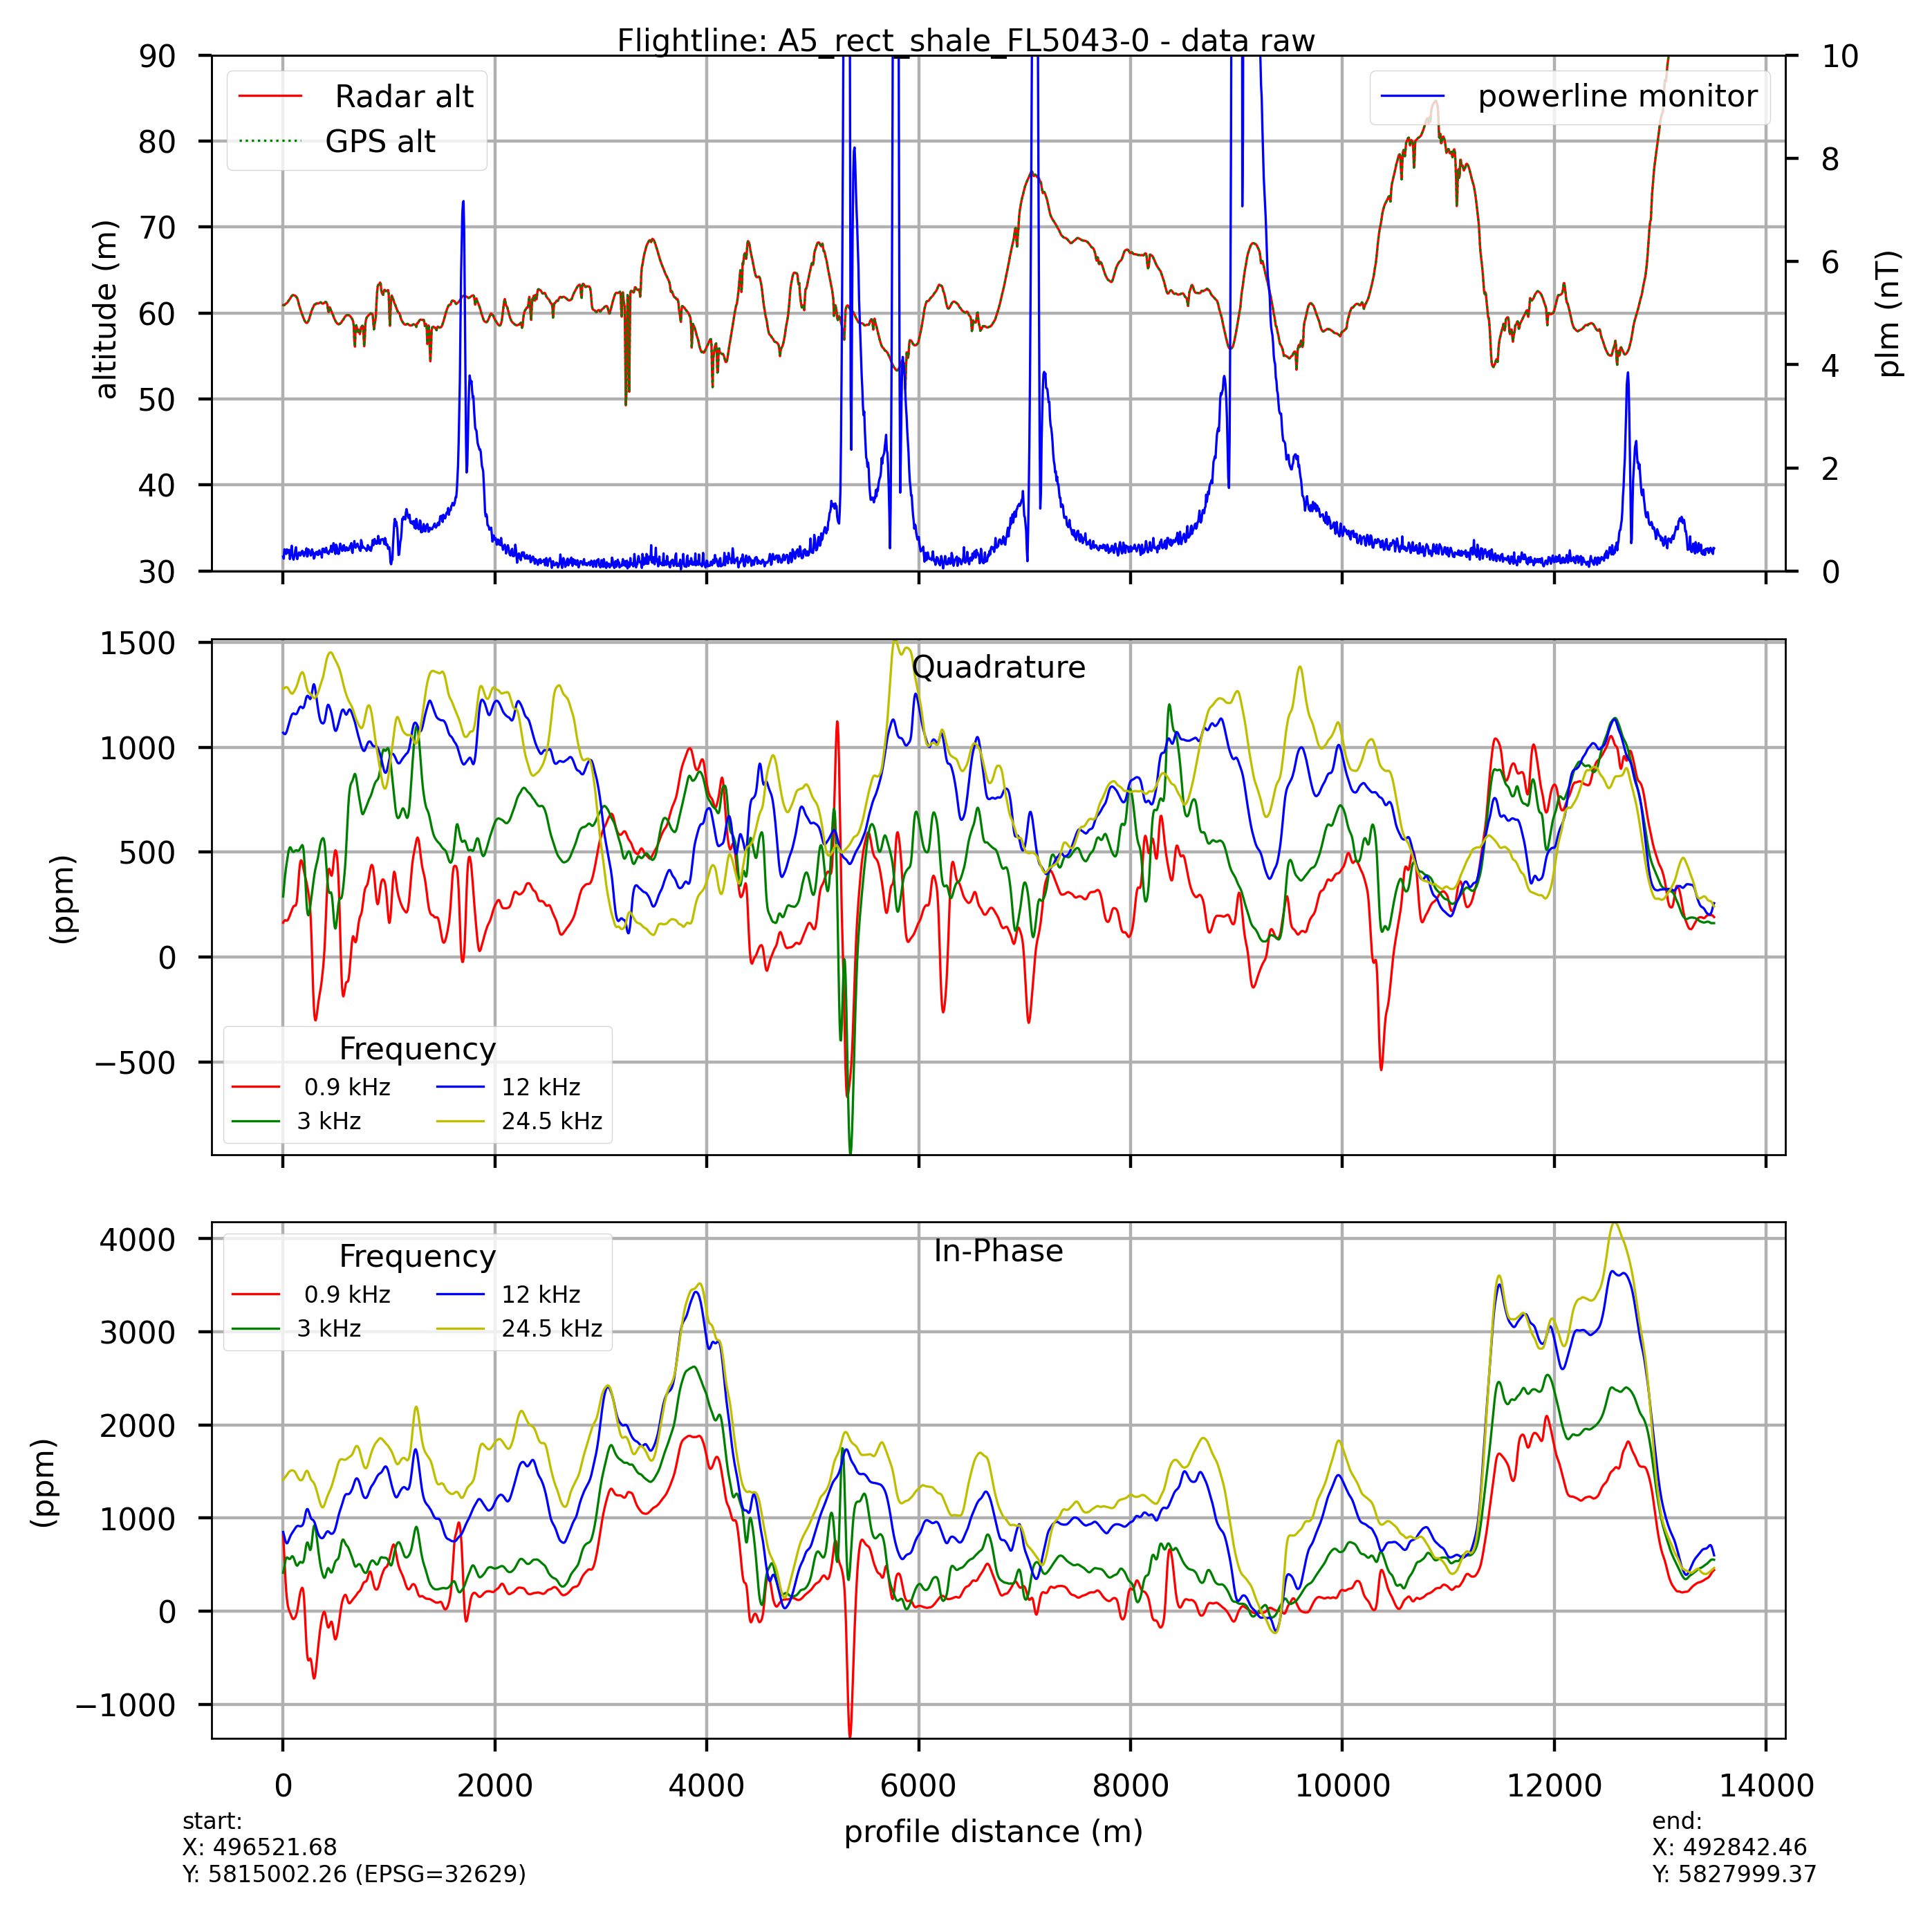 Flightline: A5_rect_shale_FL5043-0 - data raw
90
80
70
60
50
40
30
altitude (m)
Radar alt
GPS alt
powerline monitor
10
8
6
4
2
0
plm (nT)
Quadrature
1500
1000
500
0
−500
(ppm)
Frequency
0.9 kHz
3 kHz
12 kHz
24.5 kHz
In-Phase
4000
3000
2000
1000
0
−1000
(ppm)
Frequency
0.9 kHz
3 kHz
12 kHz
24.5 kHz
0 2000 4000 6000 8000 10000 12000 14000
profile distance (m)
start:
X: 496521.68
Y: 5815002.26 (EPSG=32629)
end:
X: 492842.46
Y: 5827999.37